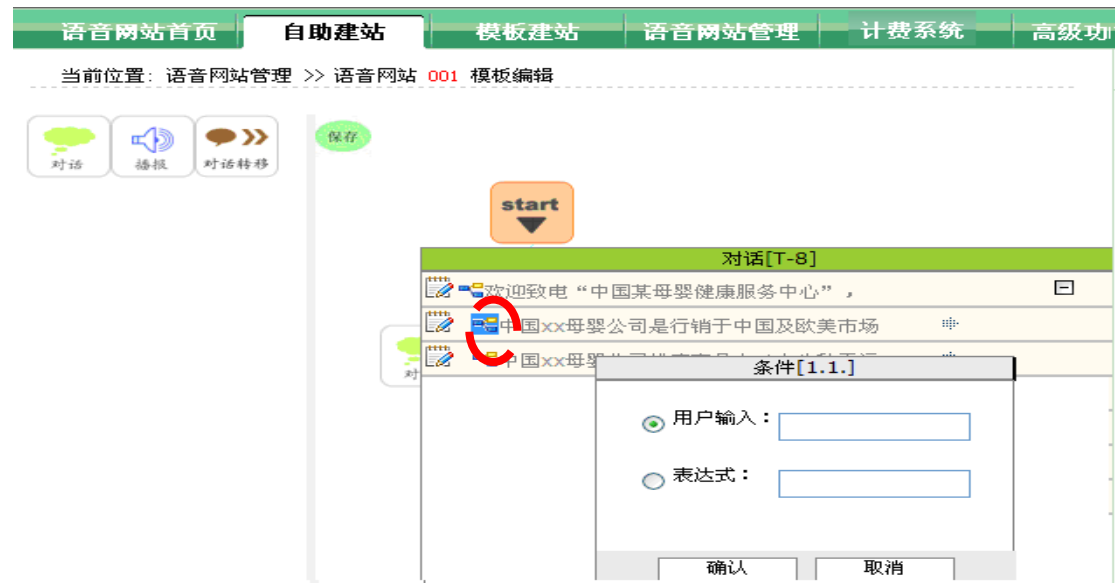 语音网站首页 自助建站 模板建站 语音网站管理 计费系统 高级功
当前位置: 语音网站管理 >> 语音网站 001 模板编辑
对话 播报 对话转移 保存
start
对话[T-8]
欢迎致电“中国某母婴健康服务中心”，
中国xx母婴公司是行销于中国及欧美市场
中国xx母婴
对
条件[1.1.]
用户输入：
表达式：
确认 取消